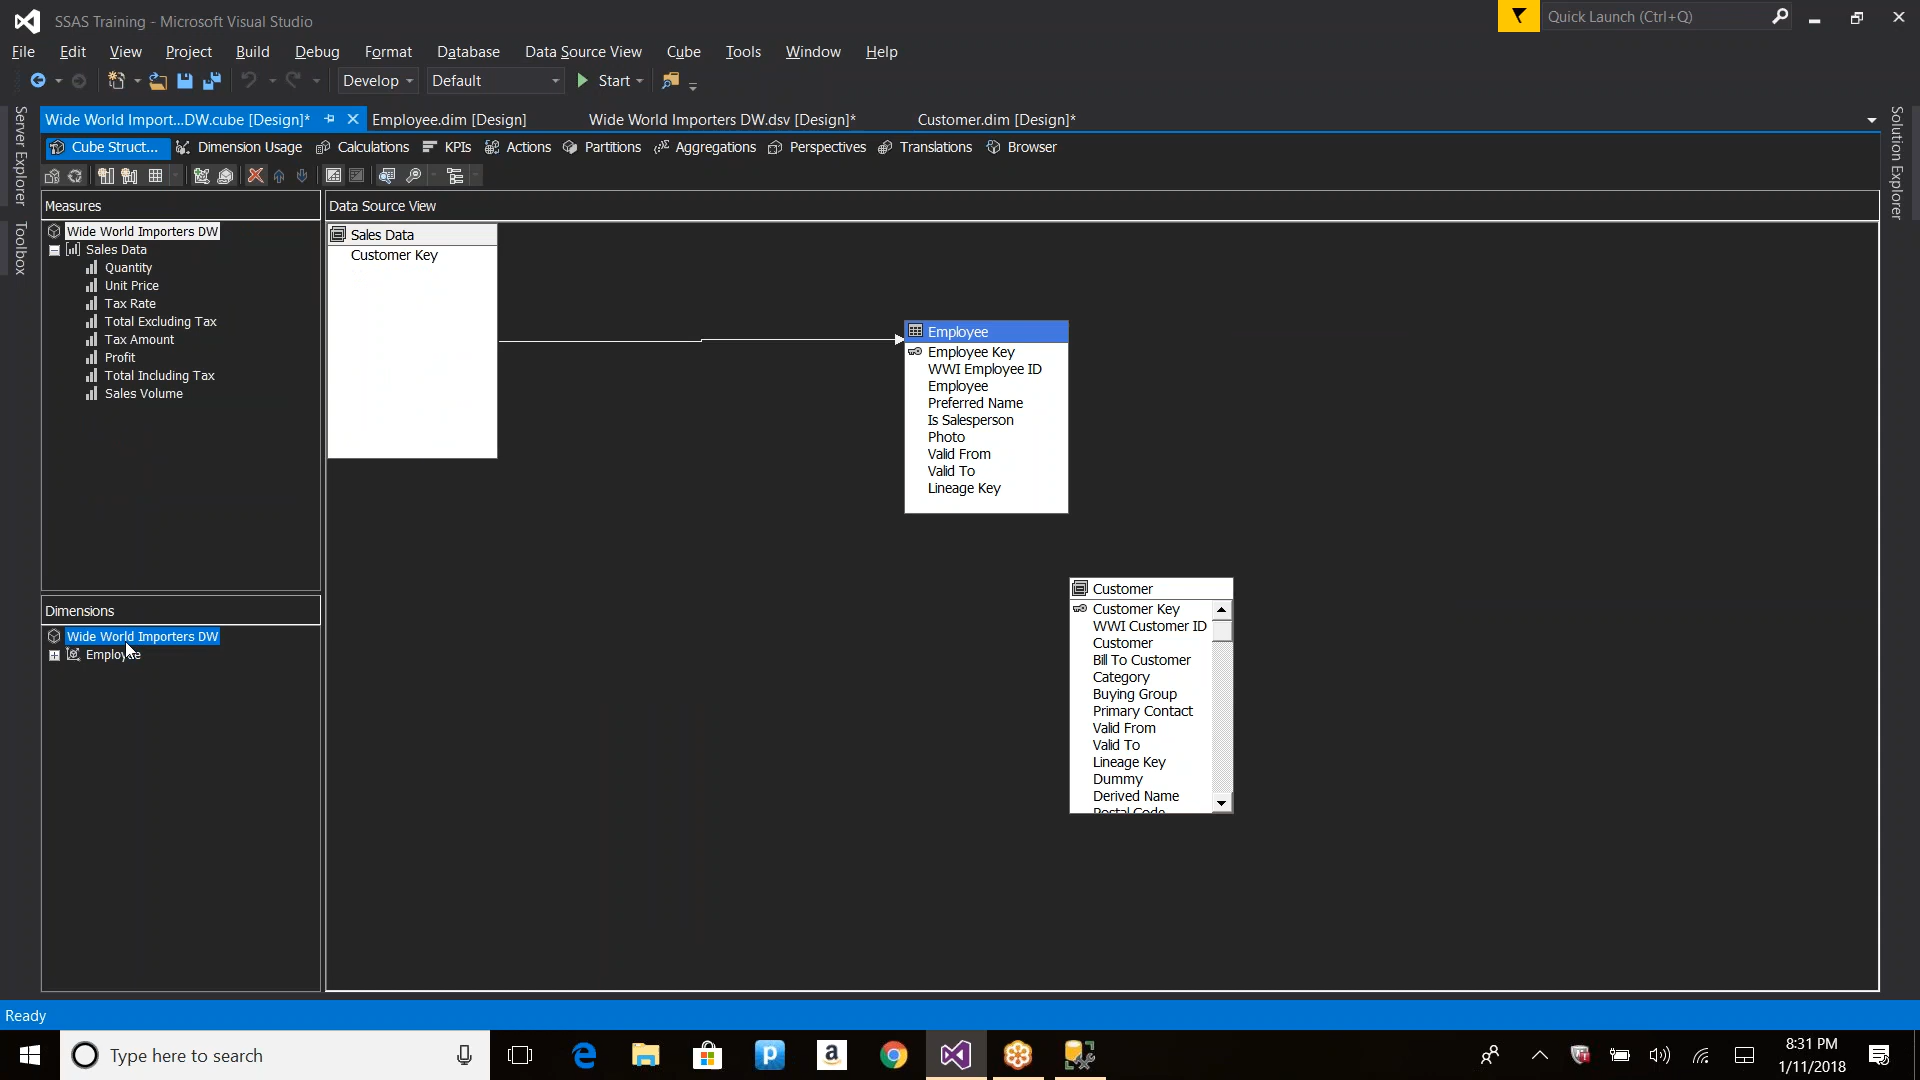 SSAS Training - Microsoft Visual Studio
Quick Launch (Ctrl+Q)
File Edit View Project Build Debug Format Database Data Source View Cube Tools Window Help
Develop Default Start
Wide World Import...DW.cube [Design]* Employee.dim [Design] Wide World Importers DW.dsv [Design]* Customer.dim [Design]*
Cube Struct... Dimension Usage Calculations KPIs Actions Partitions Aggregations Perspectives Translations Browser
Server Explorer
Toolbox
Solution Explorer
Measures
Wide World Importers DW
Sales Data
Quantity
Unit Price
Tax Rate
Total Excluding Tax
Tax Amount
Profit
Total Including Tax
Sales Volume
Dimensions
Wide World Importers DW
Employee
Data Source View
Sales Data
Customer Key
Employee
Employee Key
WWI Employee ID
Employee
Preferred Name
Is Salesperson
Photo
Valid From
Valid To
Lineage Key
Customer
Customer Key
WWI Customer ID
Customer
Bill To Customer
Category
Buying Group
Primary Contact
Valid From
Valid To
Lineage Key
Dummy
Derived Name
Postal Code
Ready
Type here to search
8:31 PM
1/11/2018